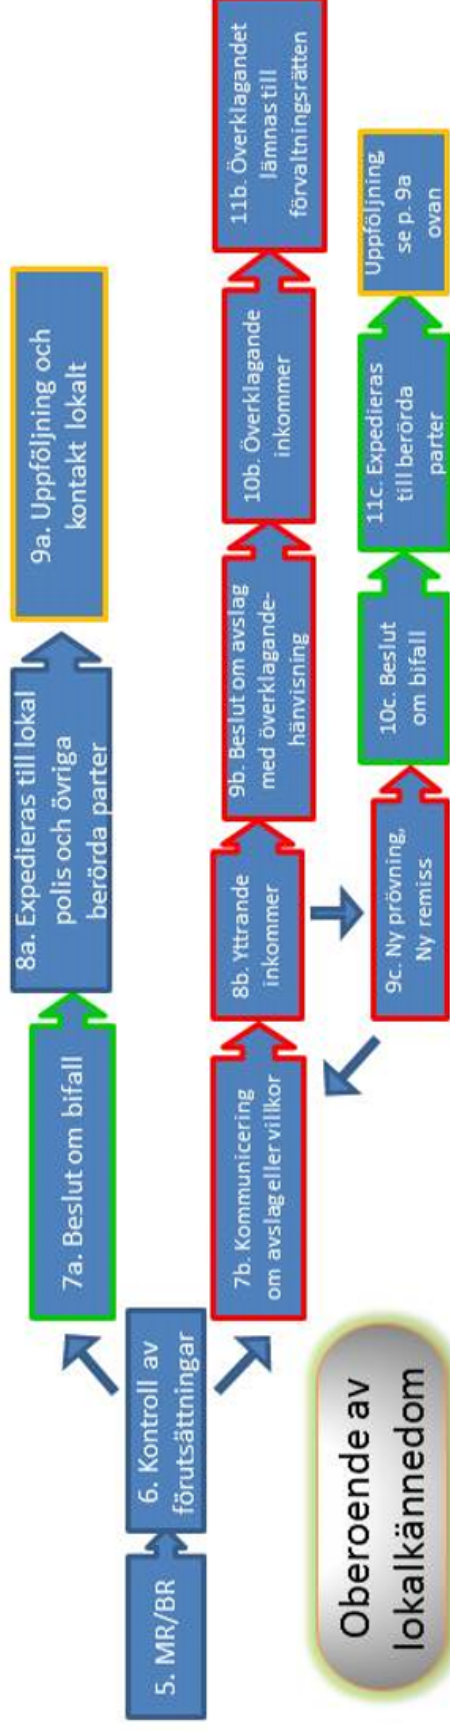 5. MR/BR
6. Kontroll av
förutsättningar
7a. Beslut om bifall
8a. Expedieras till lokal
polis och övriga
berörda parter
9a. Uppföljning och
kontakt lokalt
7b. Kommunicering
om avslag eller villkor
8b. Yttrande
inkommer
9b. Beslut om avslag
med överklagande-
hänvisning
10b. Överklagande
inkommer
11b. Överklagandet
lämnas till
förvaltningsrätten
9c. Ny prövning,
Ny remiss
10c. Beslut
om bifall
11c. Expedieras
till berörda
parter
Uppföljning,
se p. 9a
ovan
Oberoende av
lokalkännedom